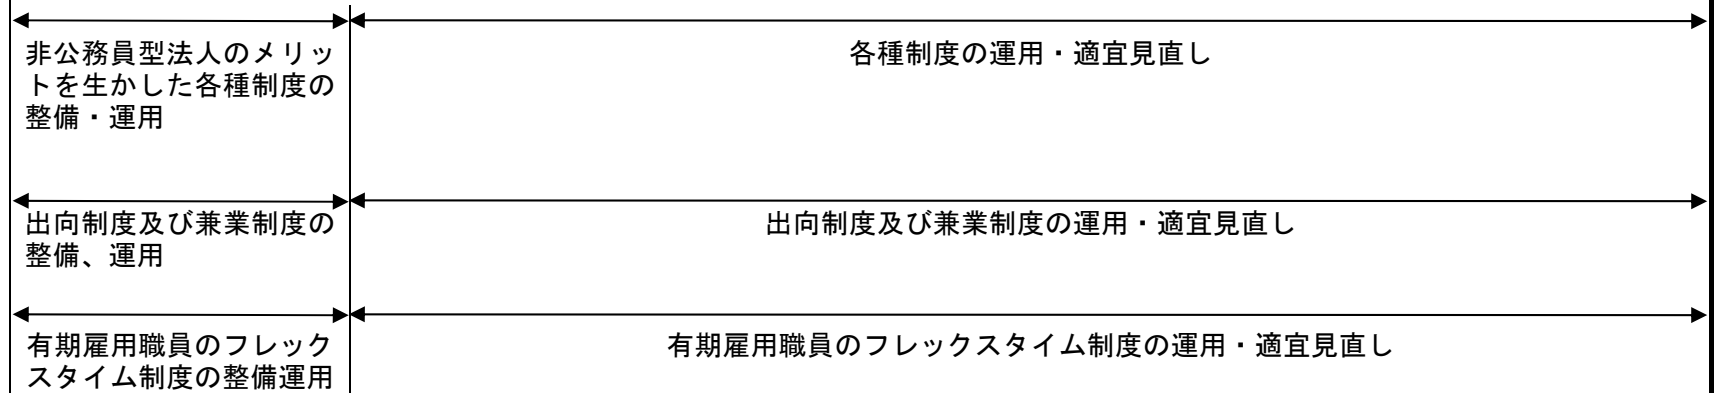 非公務員型法人のメリッ
トを生かした各種制度の
整備・運用
各種制度の運用・適宜見直し
出向制度及び兼業制度の
整備、運用
出向制度及び兼業制度の運用・適宜見直し
有期雇用職員のフレック
スタイム制度の整備運用
有期雇用職員のフレックスタイム制度の運用・適宜見直し